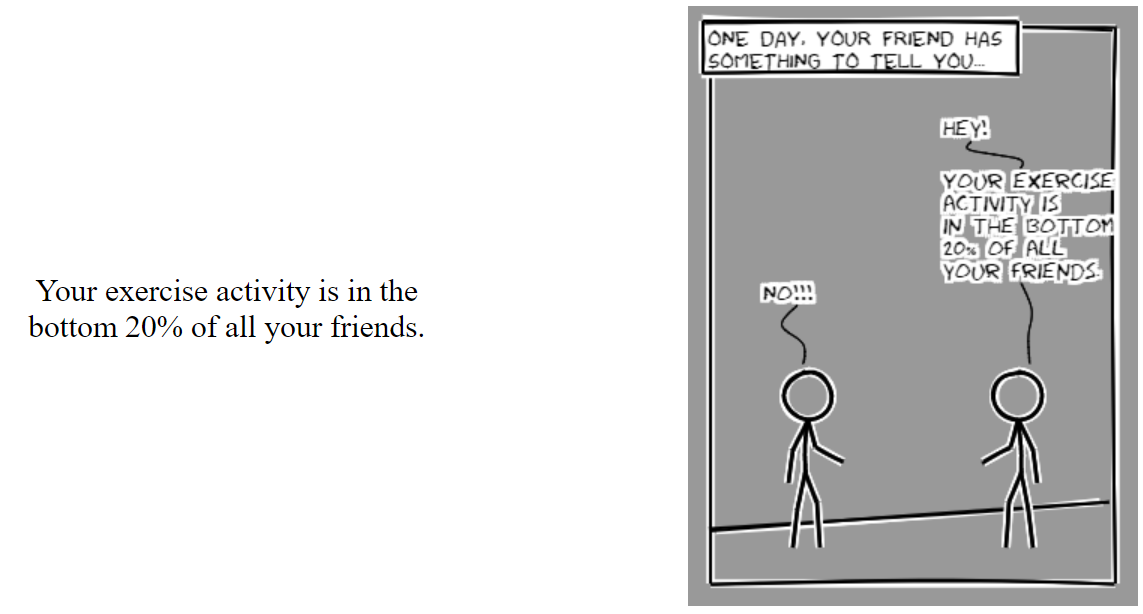 Your exercise activity is in the
bottom 20% of all your friends.
ONE DAY, YOUR FRIEND HAS
SOMETHING TO TELL YOU...
HEY!
YOUR EXERCISE
ACTIVITY IS
IN THE BOTTOM
20% OF ALL
YOUR FRIENDS.
NO!!!